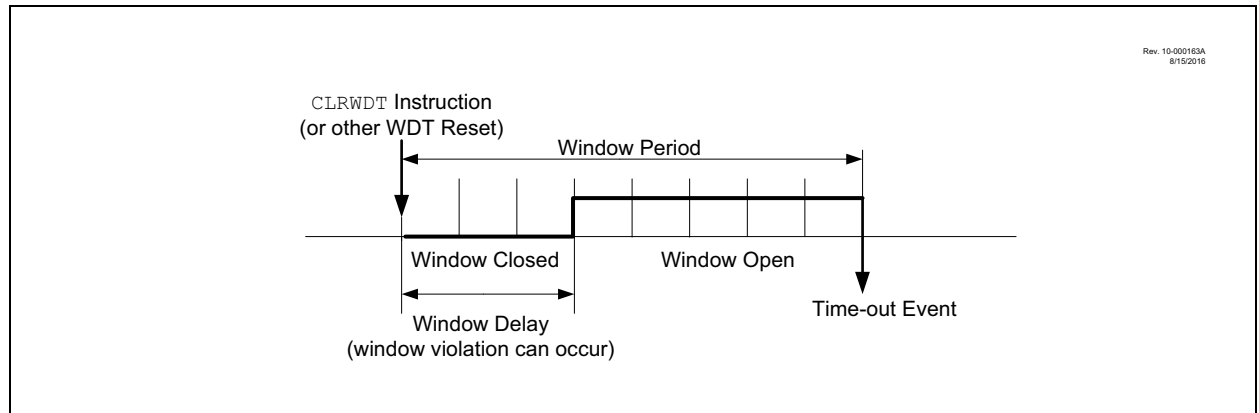 Rev. 10-000163A
8/15/2016
CLRWDT Instruction
(or other WDT Reset)
Window Period
Window Closed
Window Open
Window Delay
(window violation can occur)
Time-out Event